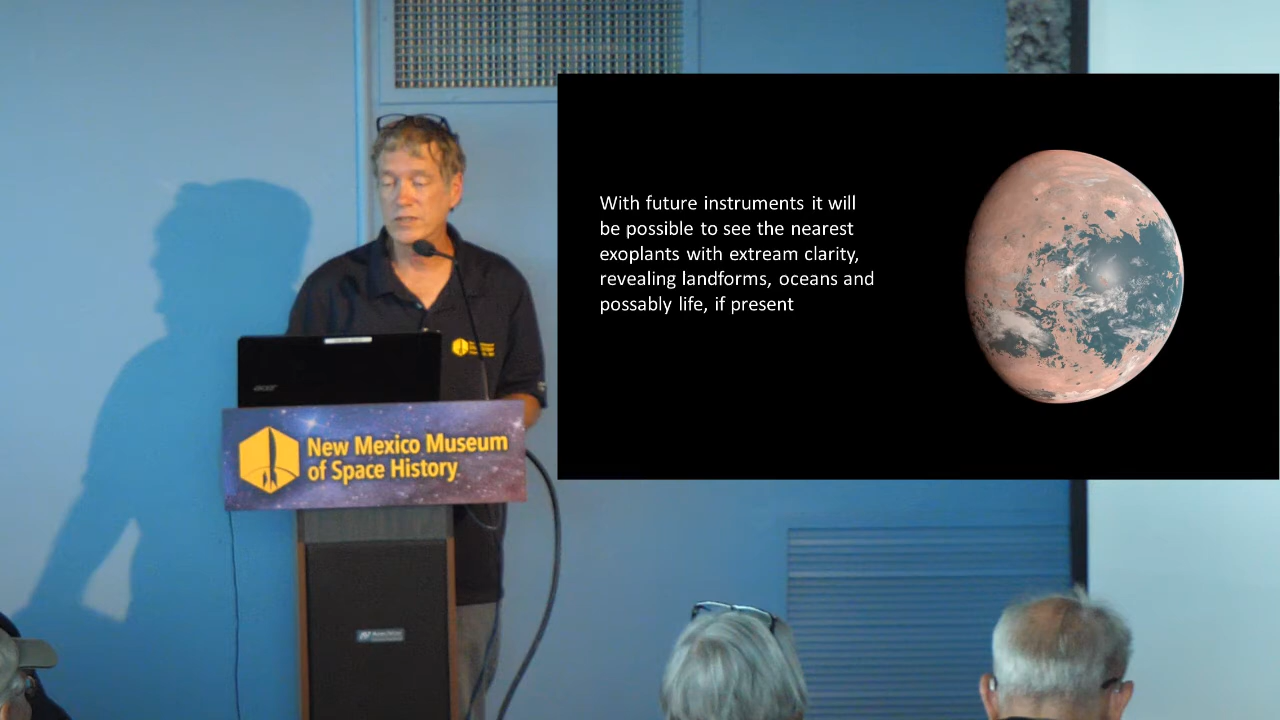 With future instruments it will
be possible to see the nearest
exoplants with extream clarity,
revealing landforms, oceans and
possably life, if present
acer
New Mexico Museum
of Space History